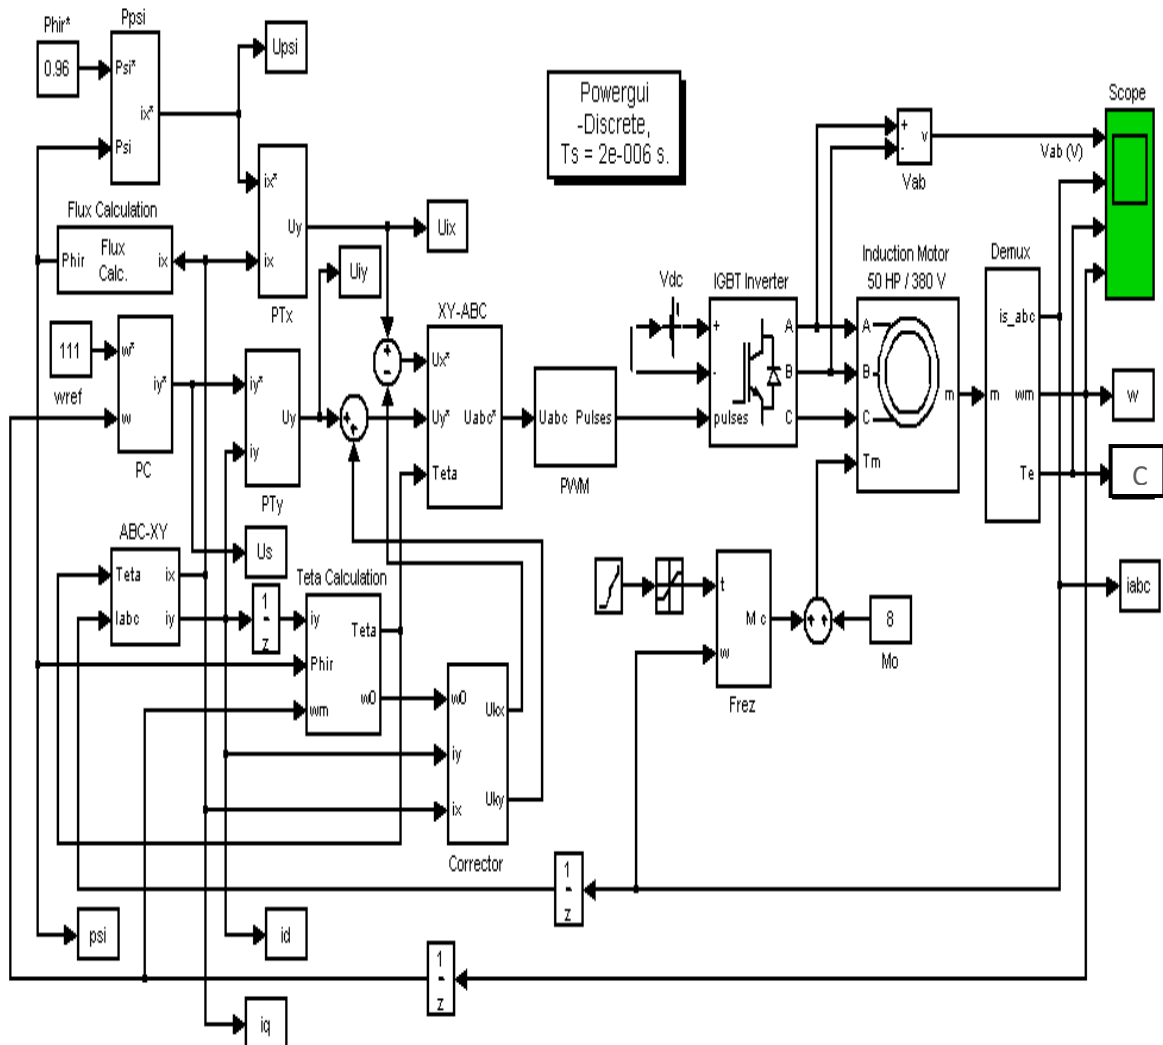 Phir*
0.96
Ppsi
Psi*
ix*
Psi
Upsi
Powergui
-Discrete,
Ts = 2e-006 s.
Scope
+
-
v
Vab
Vab (V)
ix*
Uy
ix
PTx
Uix
Flux Calculation
Phir
Flux
Calc.
ix
Uiy
111
wref
w*
iy*
w
PC
iy*
Uy
iy
PTy
+
-
+
+
XY-ABC
Ux*
Uy*
Uabc*
Teta
Uabc
Pulses
PWM
Vdc
i
IGBT Inverter
+
-
pulses
A
B
C
Induction Motor
50 HP / 380 V
A
B
C
Tm
m
Demux
m
is_abc
wm
Te
w
C
iabc
ABC-XY
Teta
ix
Iabc
iy
Us
1
-
z
Teta Calculation
iy
Teta
Phir
w0
wm
w0
Ukx
iy
Uky
ix
Corrector
t
M c
w
Frez
+ +
8
Mo
1
-
z
psi
id
1
-
z
iq